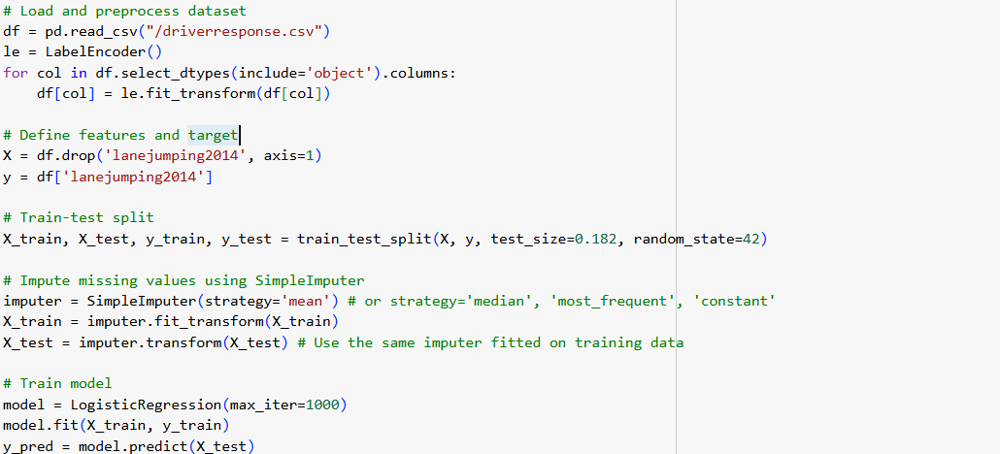 # Load and preprocess dataset
df = pd.read_csv("/driverresponse.csv")
le = LabelEncoder()
for col in df.select_dtypes(include='object').columns:
    df[col] = le.fit_transform(df[col])
# Define features and target
X = df.drop('lanejumping2014', axis=1)
y = df['lanejumping2014']
# Train-test split
X_train, X_test, y_train, y_test = train_test_split(X, y, test_size=0.182, random_state=42)
# Impute missing values using SimpleImputer
imputer = SimpleImputer(strategy='mean') # or strategy='median', 'most_frequent', 'constant'
X_train = imputer.fit_transform(X_train)
X_test = imputer.transform(X_test) # Use the same imputer fitted on training data
# Train model
model = LogisticRegression(max_iter=1000)
model.fit(X_train, y_train)
y_pred = model.predict(X_test)